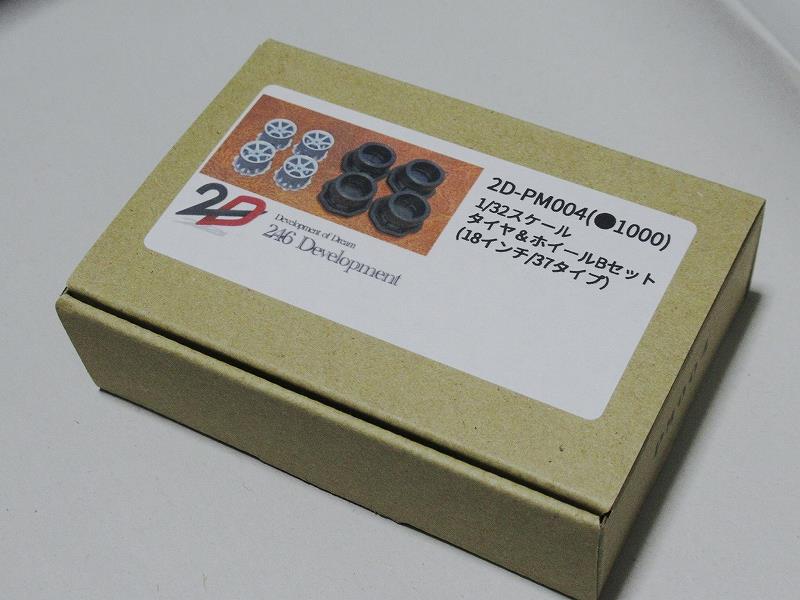 2D-PM004(●1000)
1/32スケール
タイヤ＆ホイールBセット
(18インチ/37タイプ)
2D
Development of Dream
246 Development